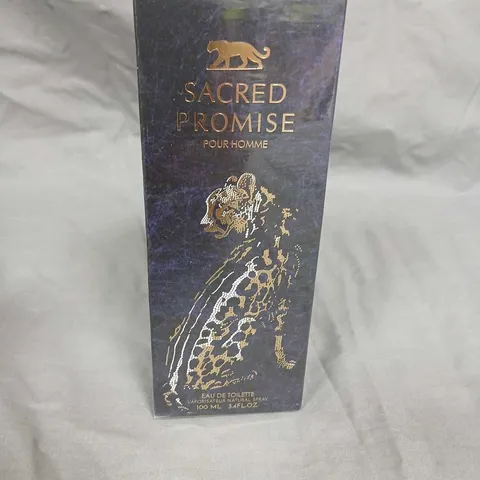 SACRED
PROMISE
POUR HOMME
EAU DE TOILETTE
VAPORISATEUR NATURAL SPRAY
100 ML 3.4FL.OZ